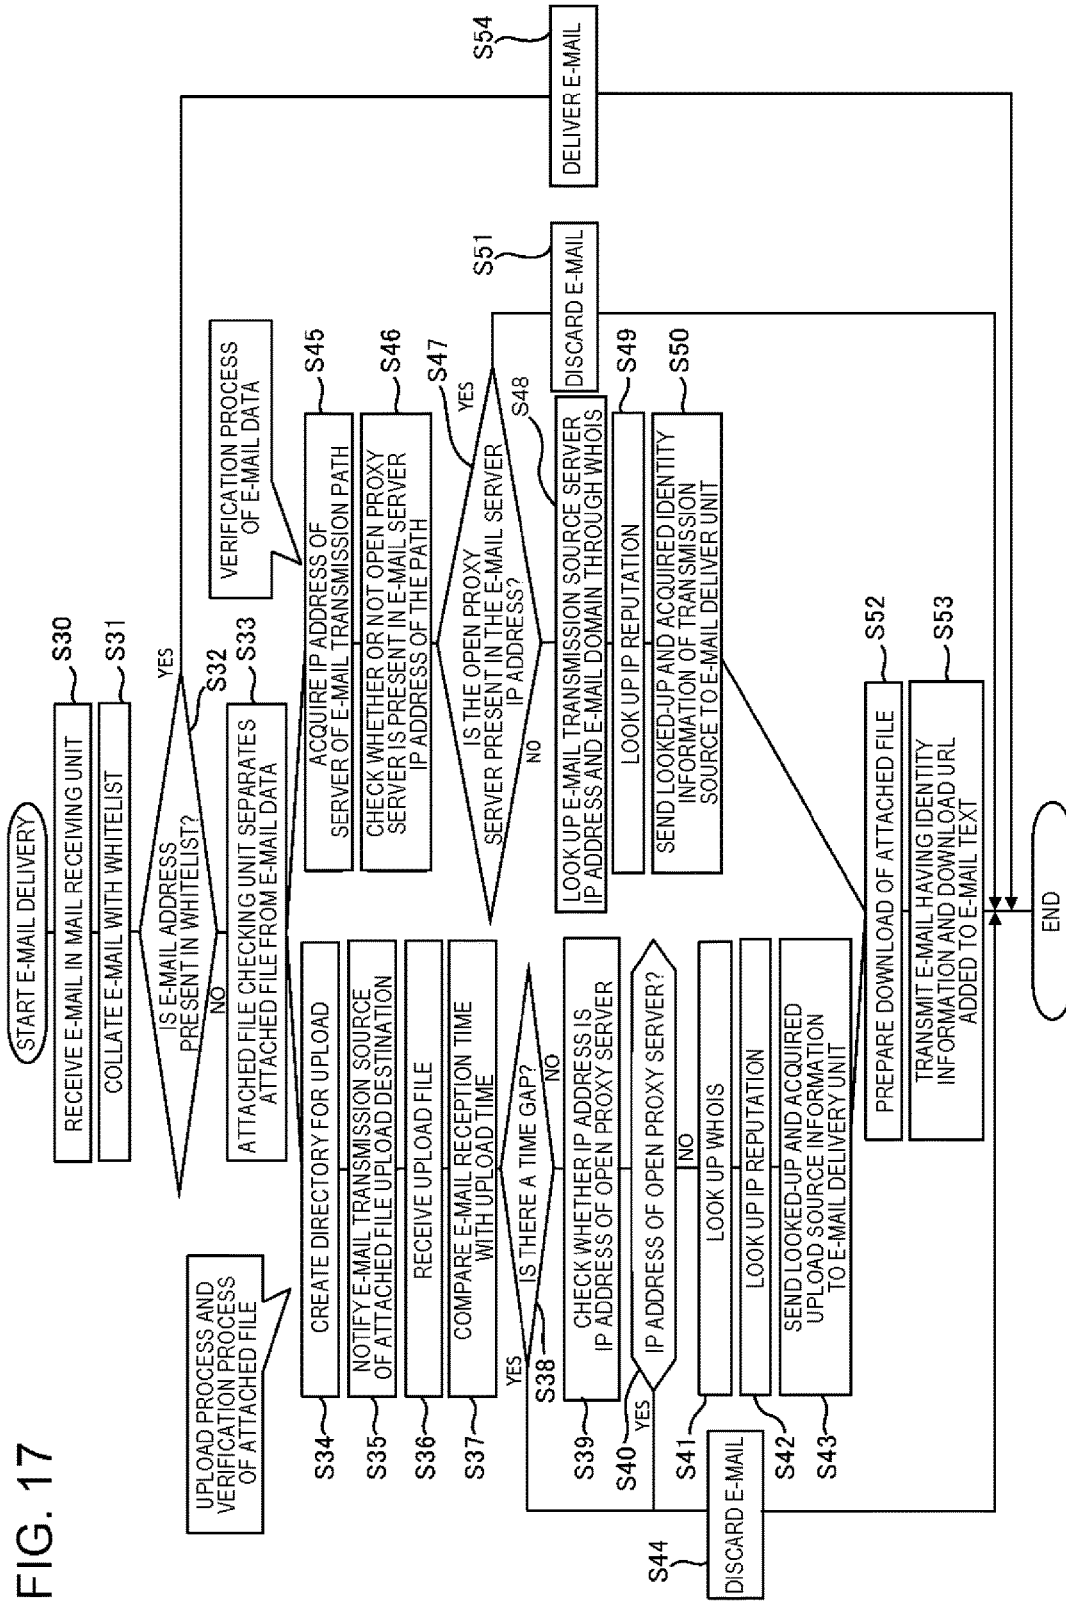 FIG. 17
START E-MAIL DELIVERY
RECEIVE E-MAIL IN MAIL RECEIVING UNIT
S30
COLLATE E-MAIL WITH WHITELIST
S31
IS E-MAIL ADDRESS
PRESENT IN WHITELIST?
YES
S32
NO
ATTACHED FILE CHECKING UNIT SEPARATES
ATTACHED FILE FROM E-MAIL DATA
S33
UPLOAD PROCESS AND
VERIFICATION PROCESS
OF ATTACHED FILE
S34
CREATE DIRECTORY FOR UPLOAD
S35
NOTIFY E-MAIL TRANSMISSION SOURCE
OF ATTACHED FILE UPLOAD DESTINATION
S36
RECEIVE UPLOAD FILE
S37
COMPARE E-MAIL RECEPTION TIME
WITH UPLOAD TIME
YES
IS THERE A TIME GAP?
S38
NO
S39
CHECK WHETHER IP ADDRESS IS
IP ADDRESS OF OPEN PROXY SERVER
S40
YES
IP ADDRESS OF OPEN PROXY SERVER?
NO
S41
LOOK UP WHOIS
S42
LOOK UP IP REPUTATION
S43
SEND LOOKED-UP AND ACQUIRED
UPLOAD SOURCE INFORMATION
TO E-MAIL DELIVERY UNIT
S44
DISCARD E-MAIL
VERIFICATION PROCESS
OF E-MAIL DATA
ACQUIRE IP ADDRESS OF
SERVER OF E-MAIL TRANSMISSION PATH
S45
CHECK WHETHER OR NOT OPEN PROXY
SERVER IS PRESENT IN E-MAIL SERVER
IP ADDRESS OF THE PATH
S46
S47
IS THE OPEN PROXY
SERVER PRESENT IN THE E-MAIL SERVER
IP ADDRESS?
YES
NO
S48
LOOK UP E-MAIL TRANSMISSION SOURCE SERVER
IP ADDRESS AND E-MAIL DOMAIN THROUGH WHOIS
LOOK UP IP REPUTATION
S49
SEND LOOKED-UP AND ACQUIRED IDENTITY
INFORMATION OF TRANSMISSION
SOURCE TO E-MAIL DELIVER UNIT
S50
S51
DISCARD E-MAIL
PREPARE DOWNLOAD OF ATTACHED FILE
S52
TRANSMIT E-MAIL HAVING IDENTITY
INFORMATION AND DOWNLOAD URL
ADDED TO E-MAIL TEXT
S53
S54
DELIVER E-MAIL
END